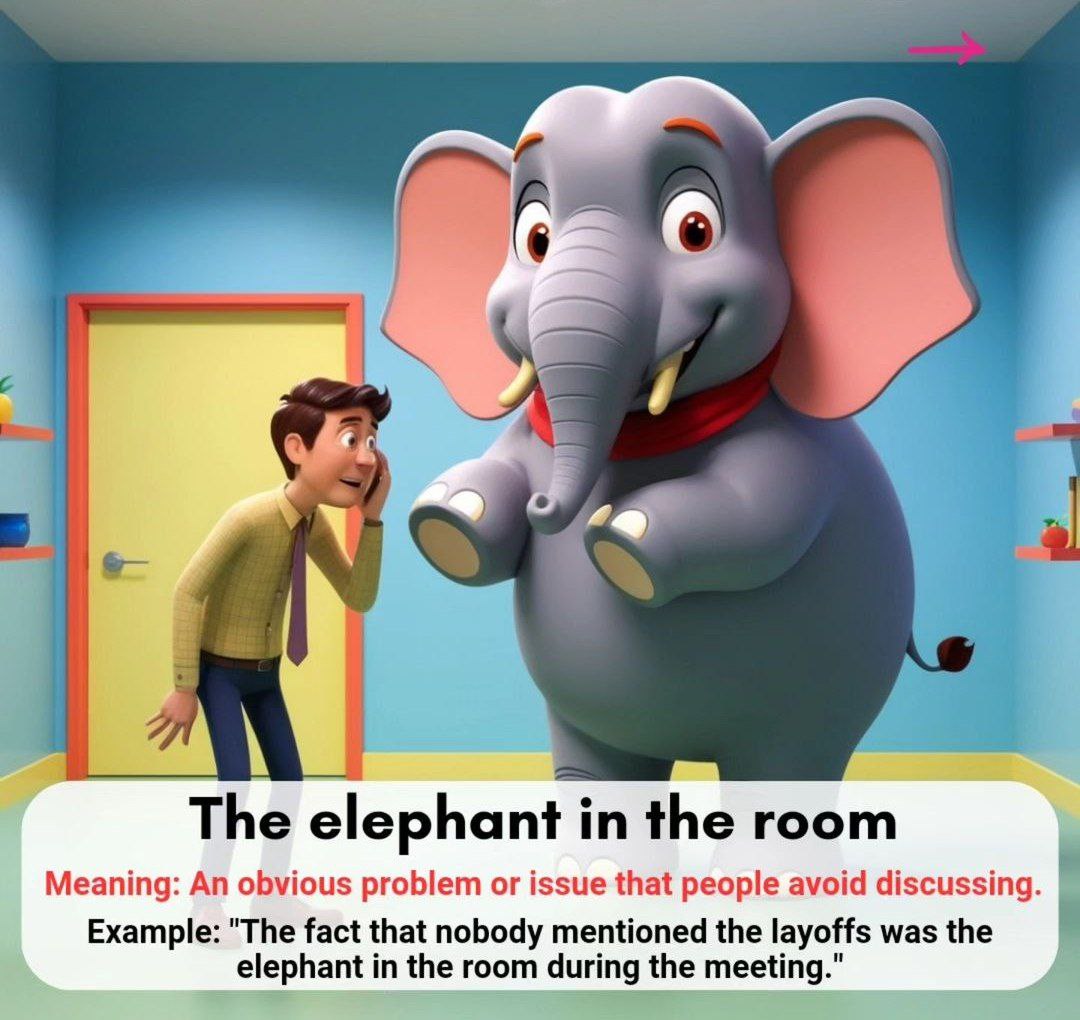 The elephant in the room
Meaning: An obvious problem or issue that people avoid discussing.
Example: "The fact that nobody mentioned the layoffs was the
elephant in the room during the meeting."